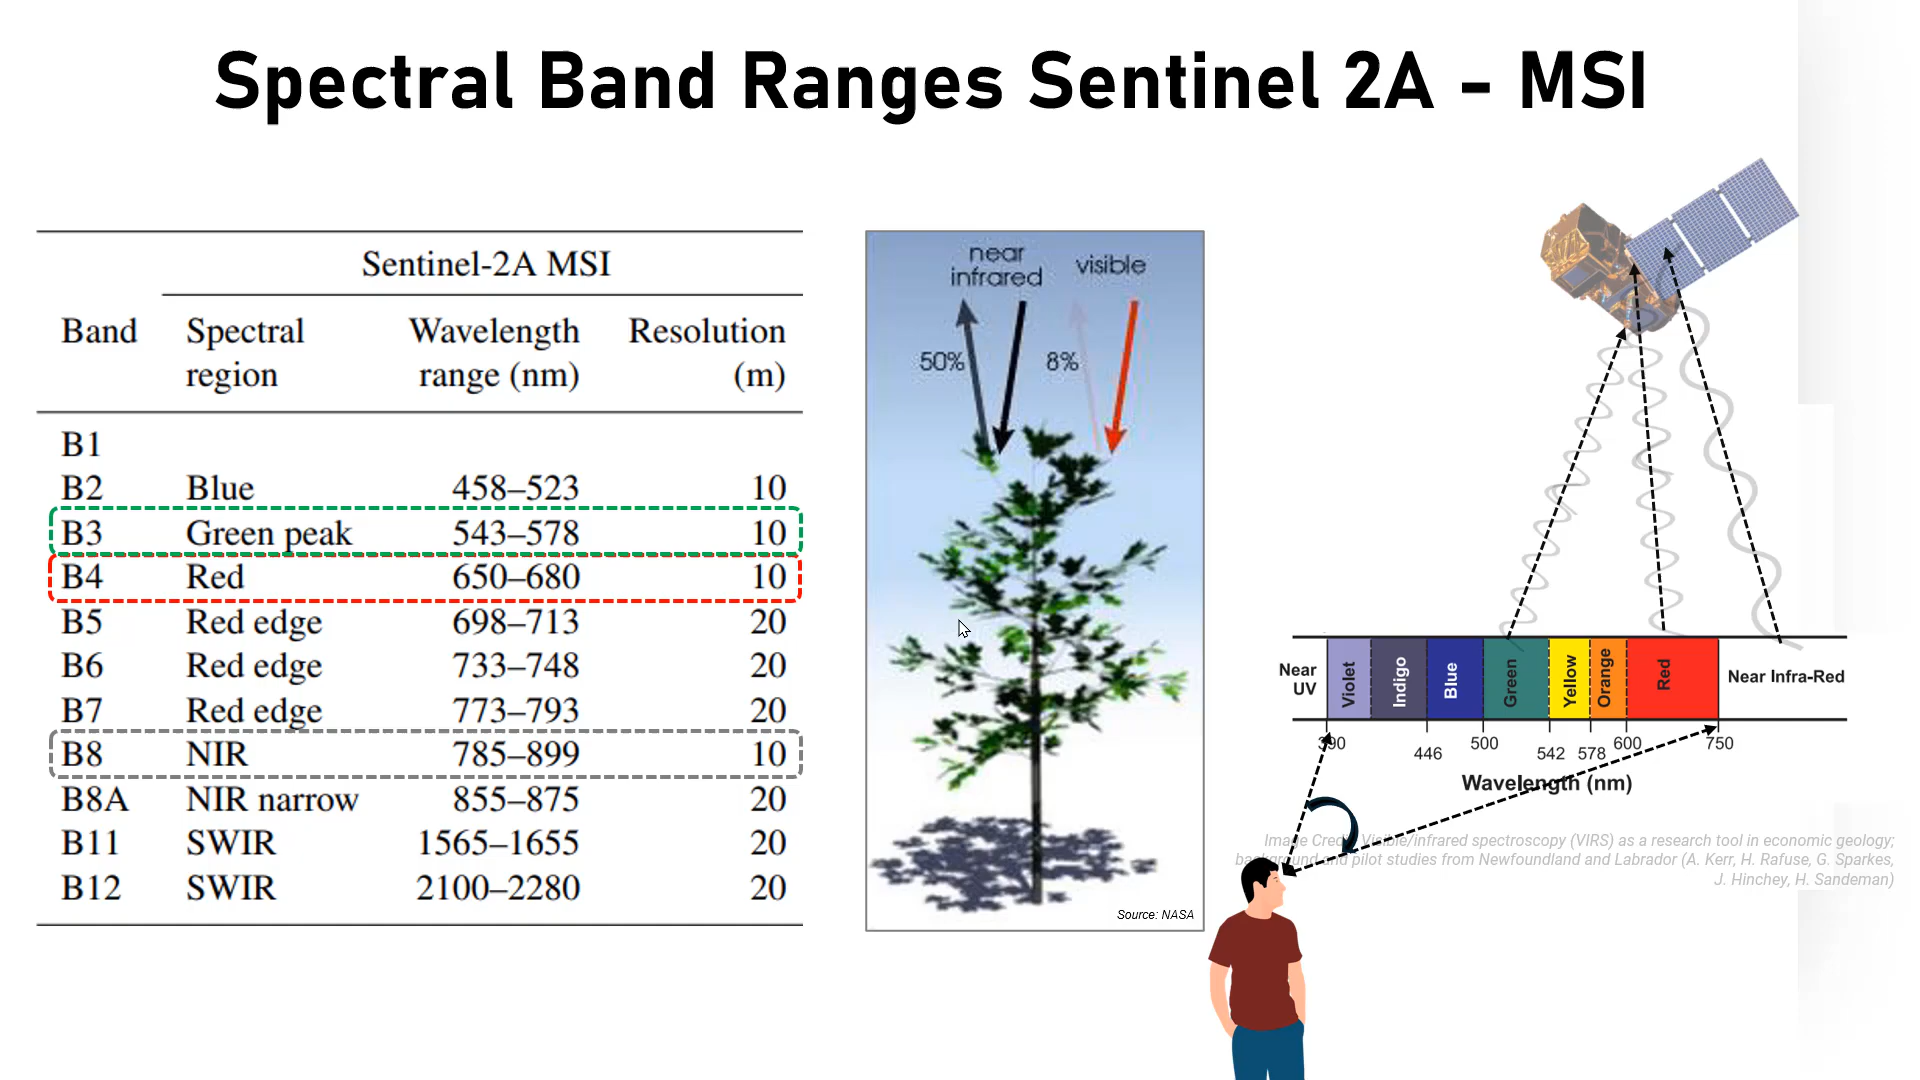 Spectral Band Ranges Sentinel 2A - MSI
Sentinel-2A MSI
Band Spectral region Wavelength range (nm) Resolution (m)
B1
B2 Blue 458–523 10
B3 Green peak 543–578 10
B4 Red 650–680 10
B5 Red edge 698–713 20
B6 Red edge 733–748 20
B7 Red edge 773–793 20
B8 NIR 785–899 10
B8A NIR narrow 855–875 20
B11 SWIR 1565–1655 20
B12 SWIR 2100–2280 20
near infrared
visible
50%
8%
Source: NASA
Near UV
Violet
Indigo
Blue
Green
Yellow
Orange
Red
Near Infra-Red
390 446 500 542 578 600 750
Wavelength (nm)
Image Credit: Visible/infrared spectroscopy (VIRS) as a research tool in economic geology;
background and pilot studies from Newfoundland and Labrador (A. Kerr, H. Rafuse, G. Sparkes,
J. Hinchey, H. Sandeman)